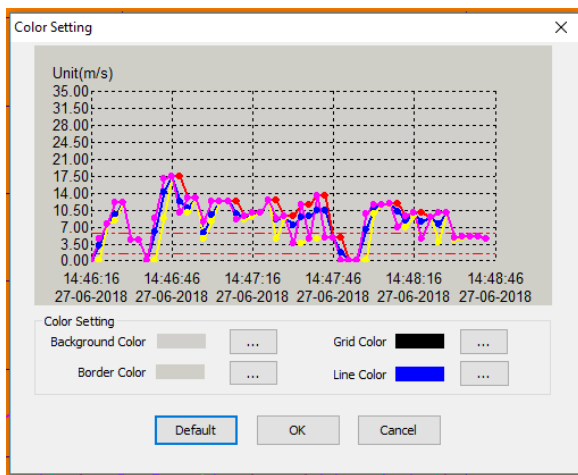 Color Setting
Unit(m/s)
35.00
31.50
28.00
24.50
21.00
17.50
14.00
10.50
7.00
3.50
0.00
14:46:16 14:46:46 14:47:16 14:47:46 14:48:16 14:48:46
27-06-2018 27-06-2018 27-06-2018 27-06-2018 27-06-2018 27-06-2018
Color Setting
Background Color ... Grid Color ...
Border Color ... Line Color ...
Default OK Cancel